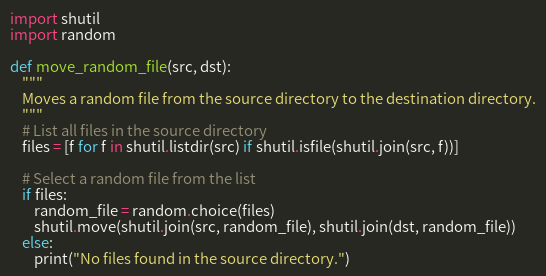 import shutil
import random

def move_random_file(src, dst):
    """
    Moves a random file from the source directory to the destination directory.
    """
    # List all files in the source directory
    files = [f for f in shutil.listdir(src) if shutil.isfile(shutil.join(src, f))]

    # Select a random file from the list
    if files:
        random_file = random.choice(files)
        shutil.move(shutil.join(src, random_file), shutil.join(dst, random_file))
    else:
        print("No files found in the source directory.")